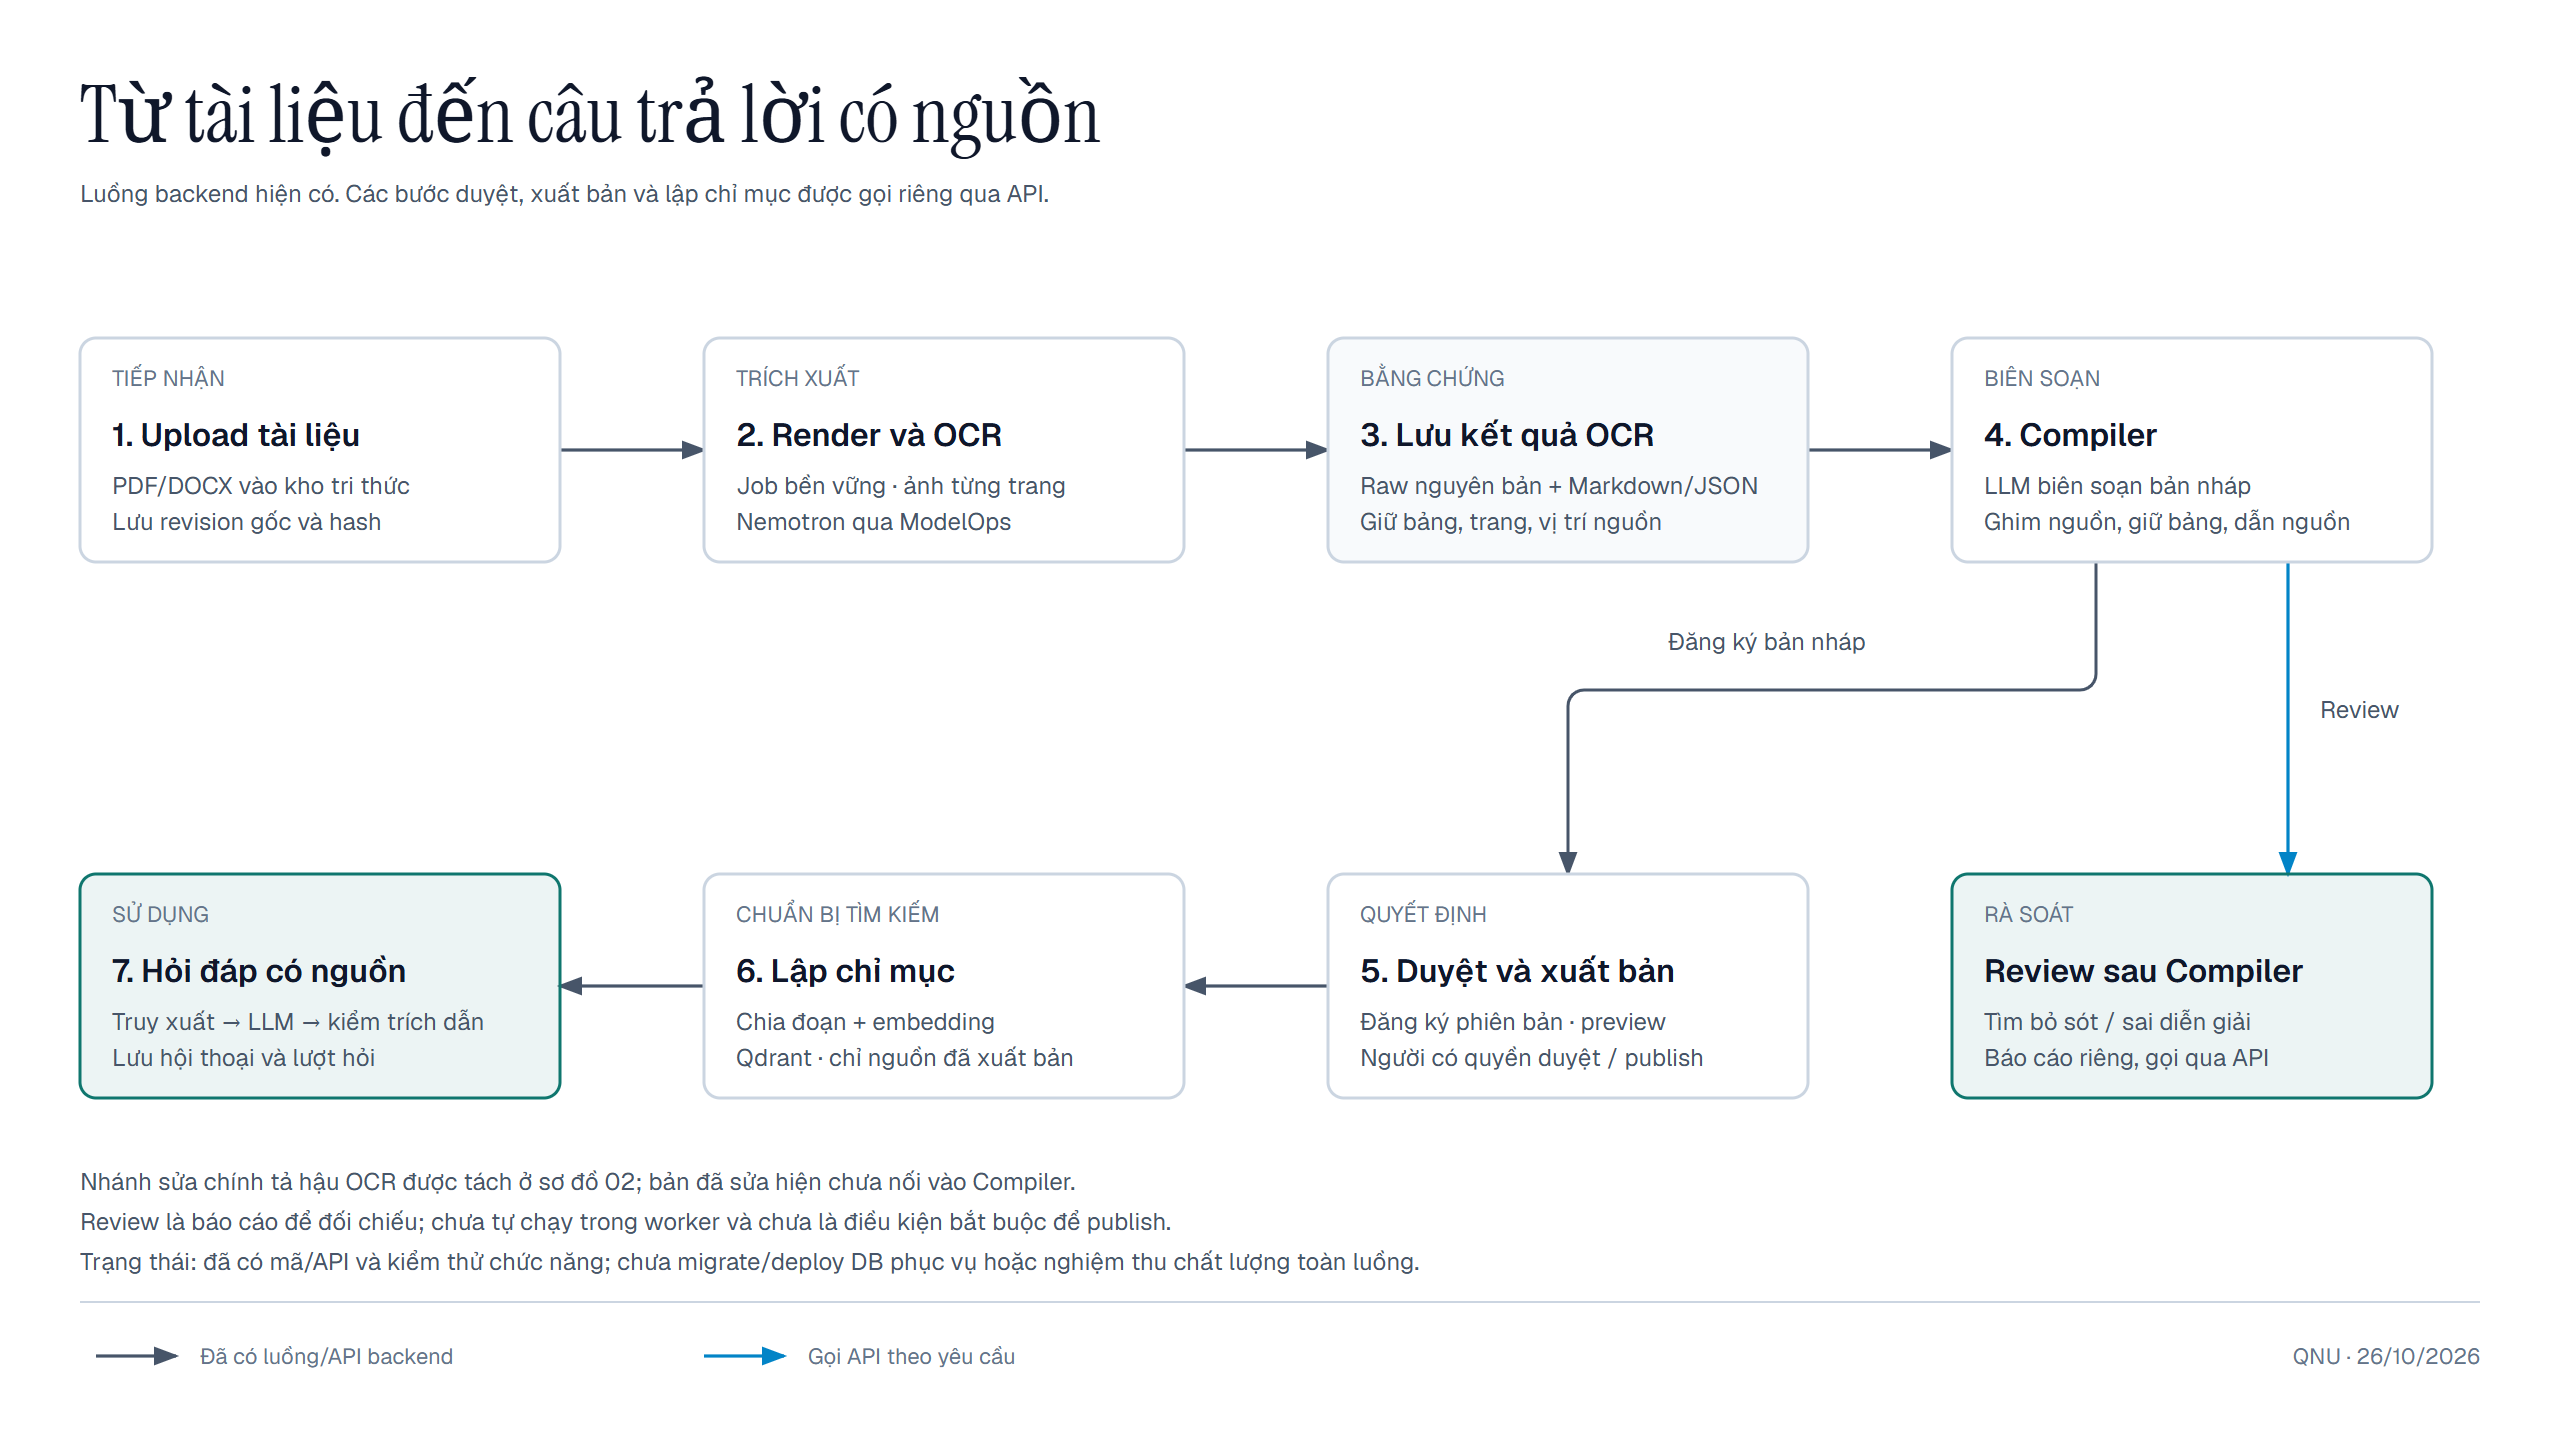 Từ tài liệu đến câu trả lời có nguồn
Luồng backend hiện có. Các bước duyệt, xuất bản và lập chỉ mục được gọi riêng qua API.
TIẾP NHẬN
1. Upload tài liệu
PDF/DOCX vào kho tri thức
Lưu revision gốc và hash
TRÍCH XUẤT
2. Render và OCR
Job bền vững · ảnh từng trang
Nemotron qua ModelOps
BẰNG CHỨNG
3. Lưu kết quả OCR
Raw nguyên bản + Markdown/JSON
Giữ bảng, trang, vị trí nguồn
BIÊN SOẠN
4. Compiler
LLM biên soạn bản nháp
Ghim nguồn, giữ bảng, dẫn nguồn
Đăng ký bản nháp
Review
SỬ DỤNG
7. Hỏi đáp có nguồn
Truy xuất → LLM → kiểm trích dẫn
Lưu hội thoại và lượt hỏi
CHUẨN BỊ TÌM KIẾM
6. Lập chỉ mục
Chia đoạn + embedding
Qdrant · chỉ nguồn đã xuất bản
QUYẾT ĐỊNH
5. Duyệt và xuất bản
Đăng ký phiên bản · preview
Người có quyền duyệt / publish
RÀ SOÁT
Review sau Compiler
Tìm bỏ sót / sai diễn giải
Báo cáo riêng, gọi qua API
Nhánh sửa chính tả hậu OCR được tách ở sơ đồ 02; bản đã sửa hiện chưa nối vào Compiler.
Review là báo cáo để đối chiếu; chưa tự chạy trong worker và chưa là điều kiện bắt buộc để publish.
Trạng thái: đã có mã/API và kiểm thử chức năng; chưa migrate/deploy DB phục vụ hoặc nghiệm thu chất lượng toàn luồng.
Đã có luồng/API backend
Gọi API theo yêu cầu
QNU · 26/10/2026